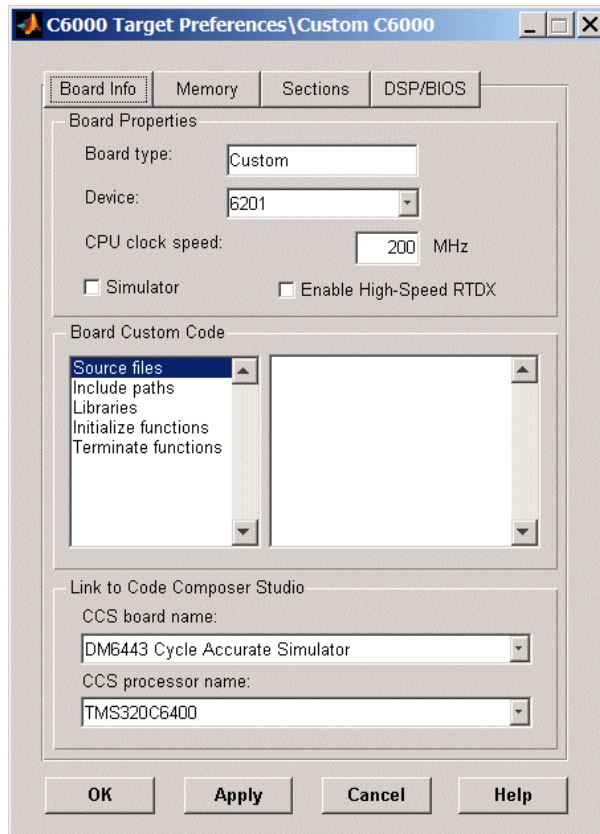 C6000 Target Preferences\Custom C6000
Board Info Memory Sections DSP/BIOS
Board Properties
Board type: Custom
Device: 6201
CPU clock speed: 200 MHz
Simulator Enable High-Speed RTDX
Board Custom Code
Source files
Include paths
Libraries
Initialize functions
Terminate functions
Link to Code Composer Studio
CCS board name:
DM6443 Cycle Accurate Simulator
CCS processor name:
TMS320C6400
OK Apply Cancel Help